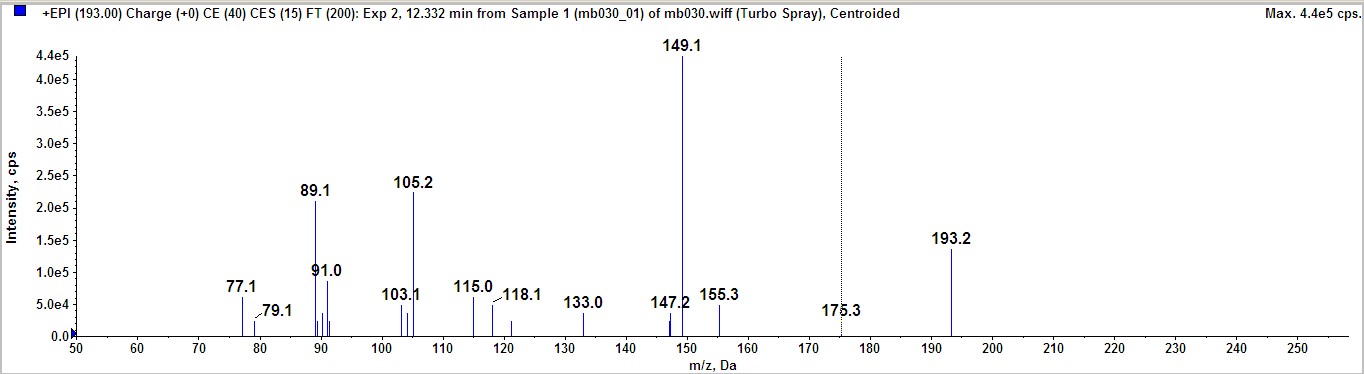 +EPI (193.00) Charge (+0) CE (40) CES (15) FT (200): Exp 2, 12.332 min from Sample 1 (mb030_01) of mb030.wiff (Turbo Spray), Centroided Max. 4.4e5 cps.
149.1
4.4e5
4.0e5
3.5e5
3.0e5
2.5e5
2.0e5
1.5e5
1.0e5
5.0e4
0.0
Intensity, cps
105.2
89.1
193.2
91.0
77.1 103.1 115.0 118.1
79.1 133.0 147.2 155.3 175.3
50 60 70 80 90 100 110 120 130 140 150 160 170 180 190 200 210 220 230 240 250
m/z, Da